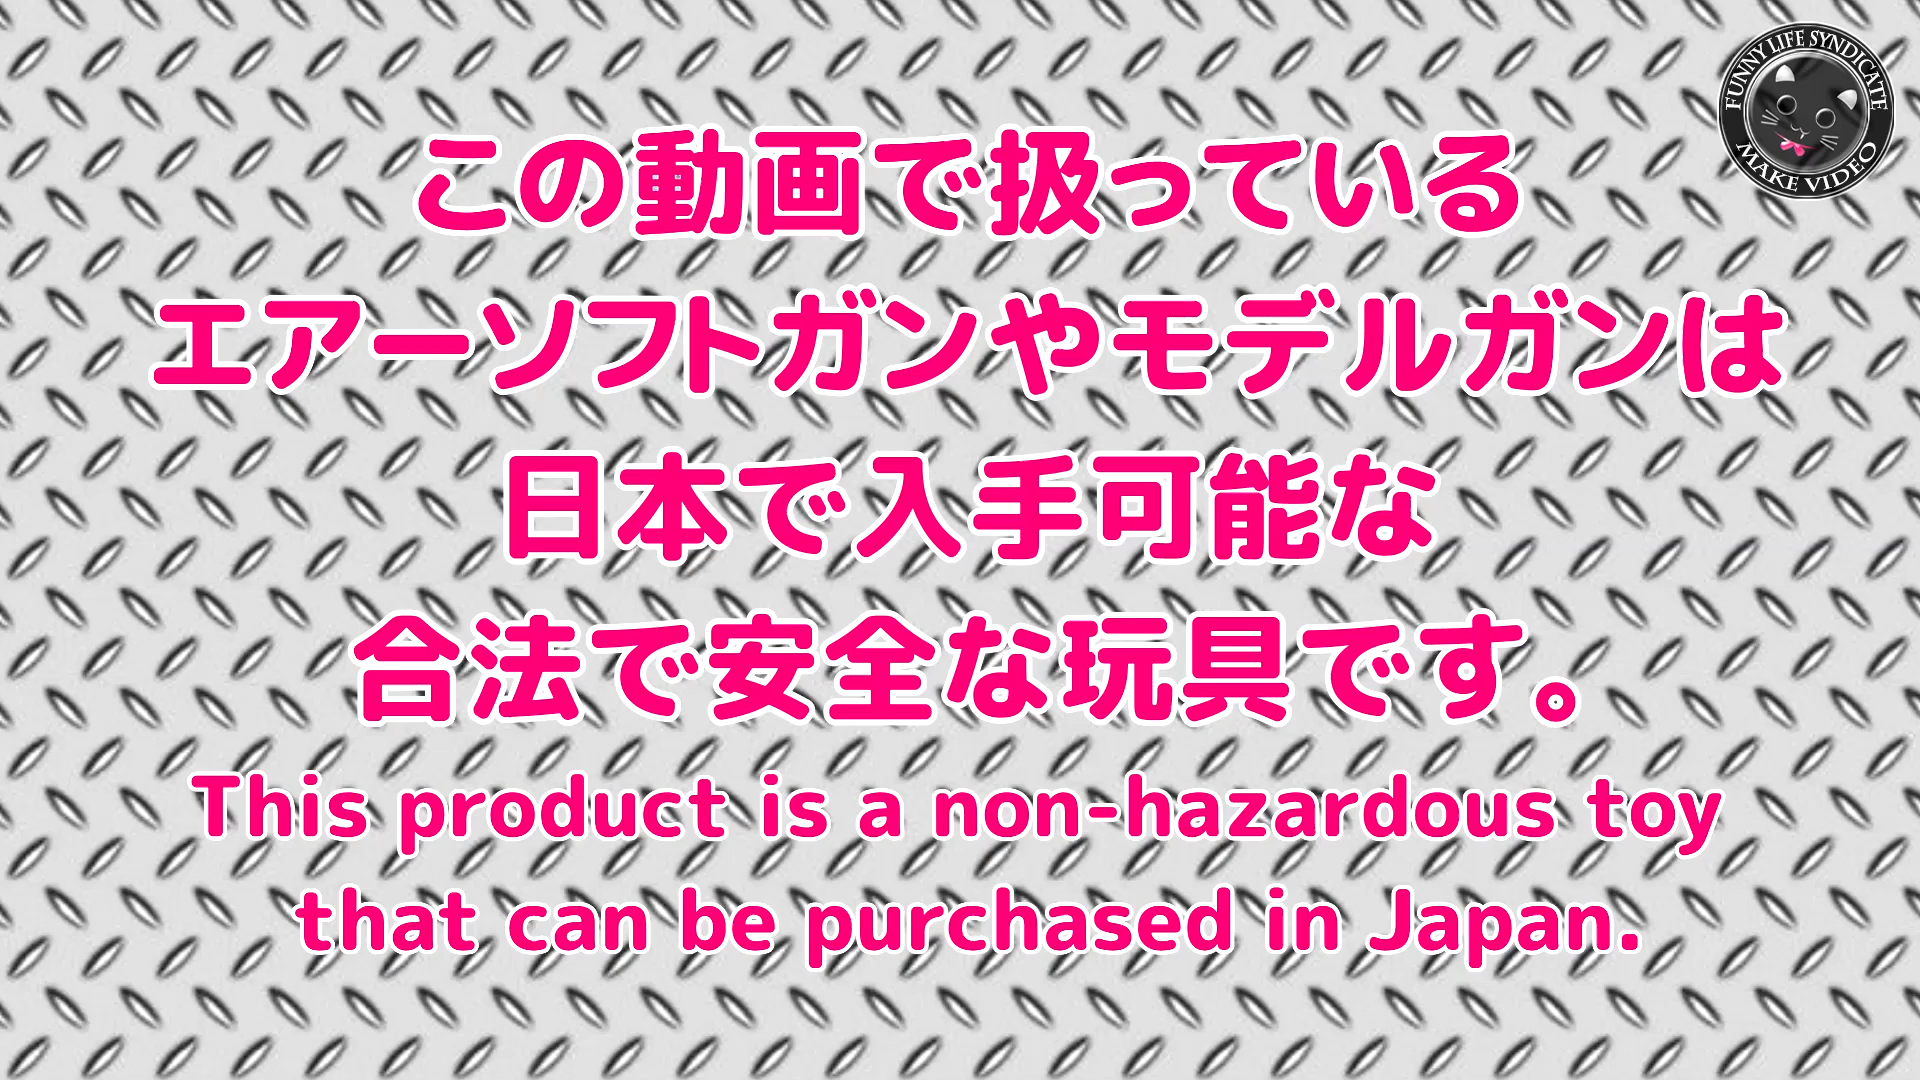 この動画で扱っている
エアーソフトガンやモデルガンは
日本で入手可能な
合法で安全な玩具です。
This product is a non-hazardous toy
that can be purchased in Japan.
FUNNY LIFE SYNDICATE
MAKE VIDEO